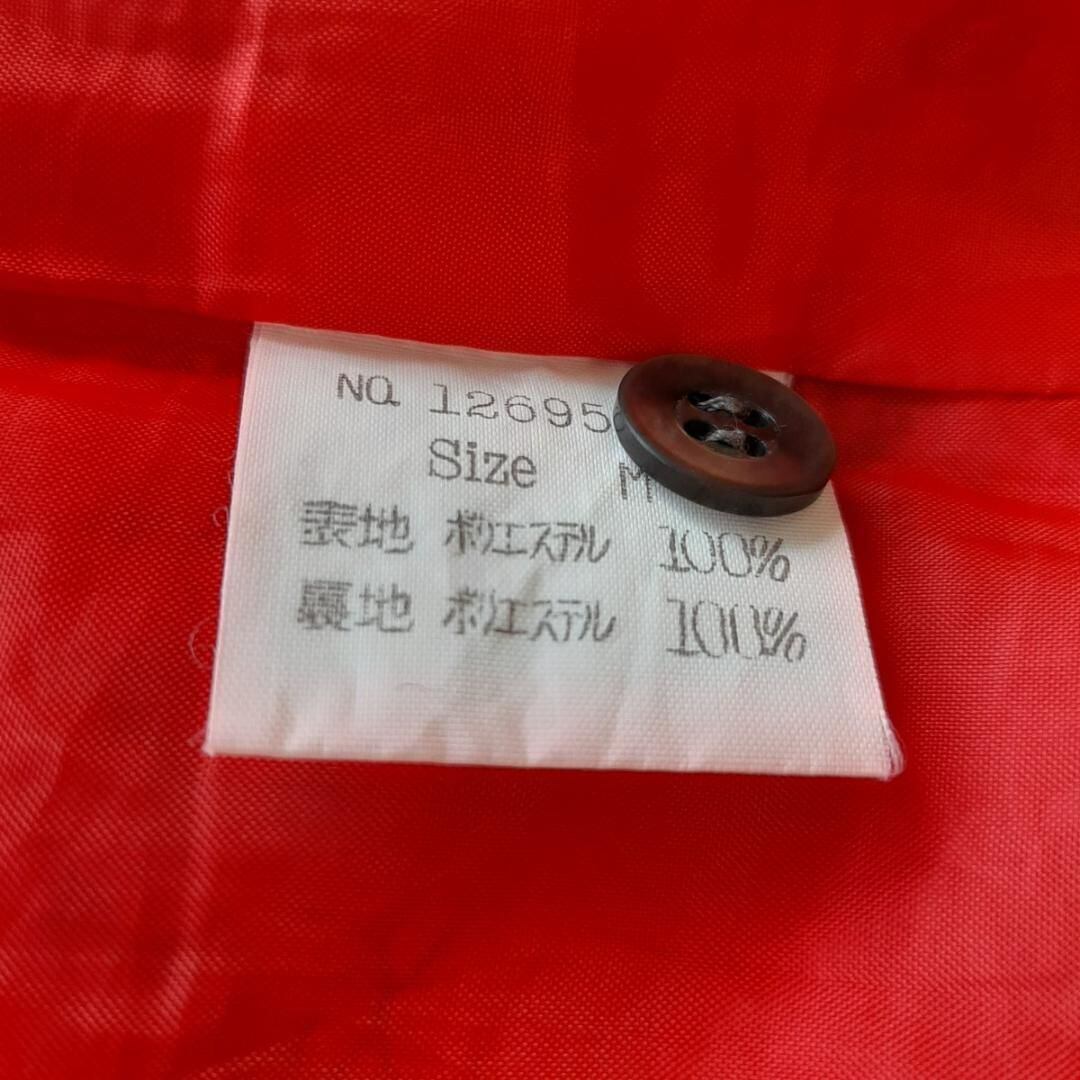 NO. 12695
Size M
表地 ポリエステル 100%
裏地 ポリエステル 100%